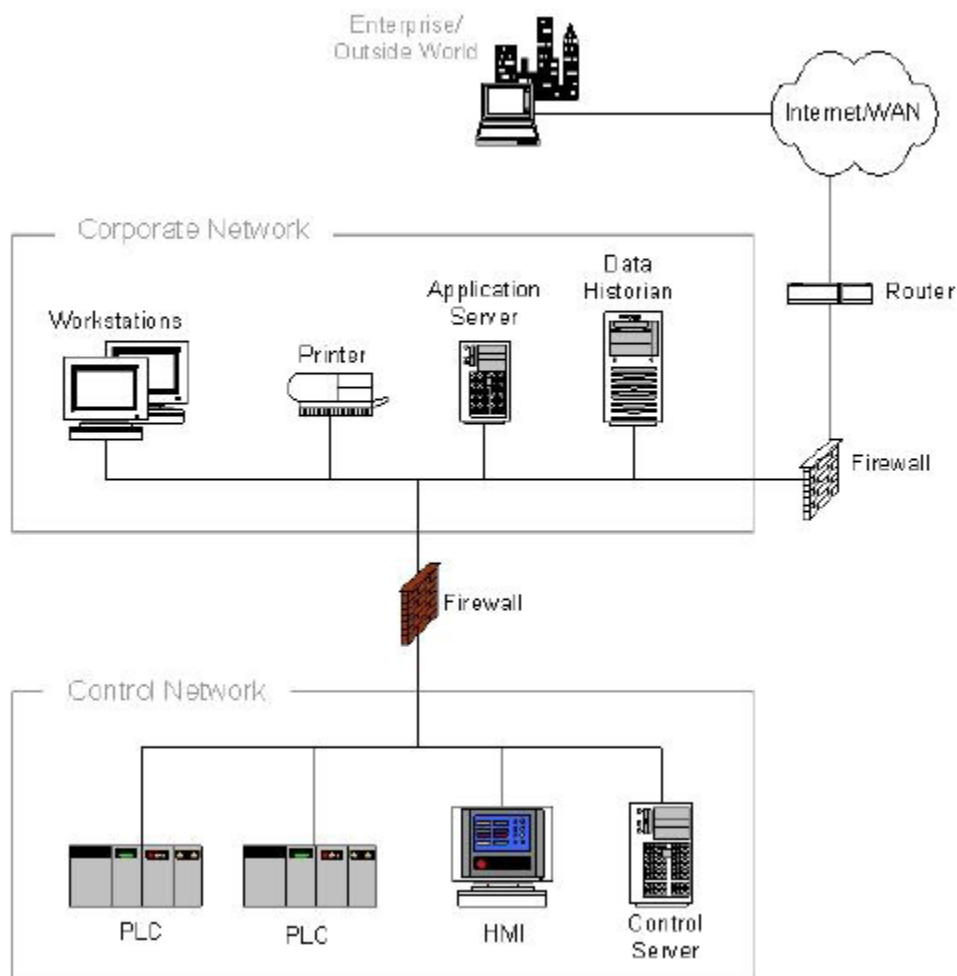 Enterprise/
Outside World
Internet/WAN
Corporate Network
Data
Historian
Application
Server
Router
Workstations
Printer
Firewall
Firewall
Control Network
PLC
PLC
HMI
Control
Server